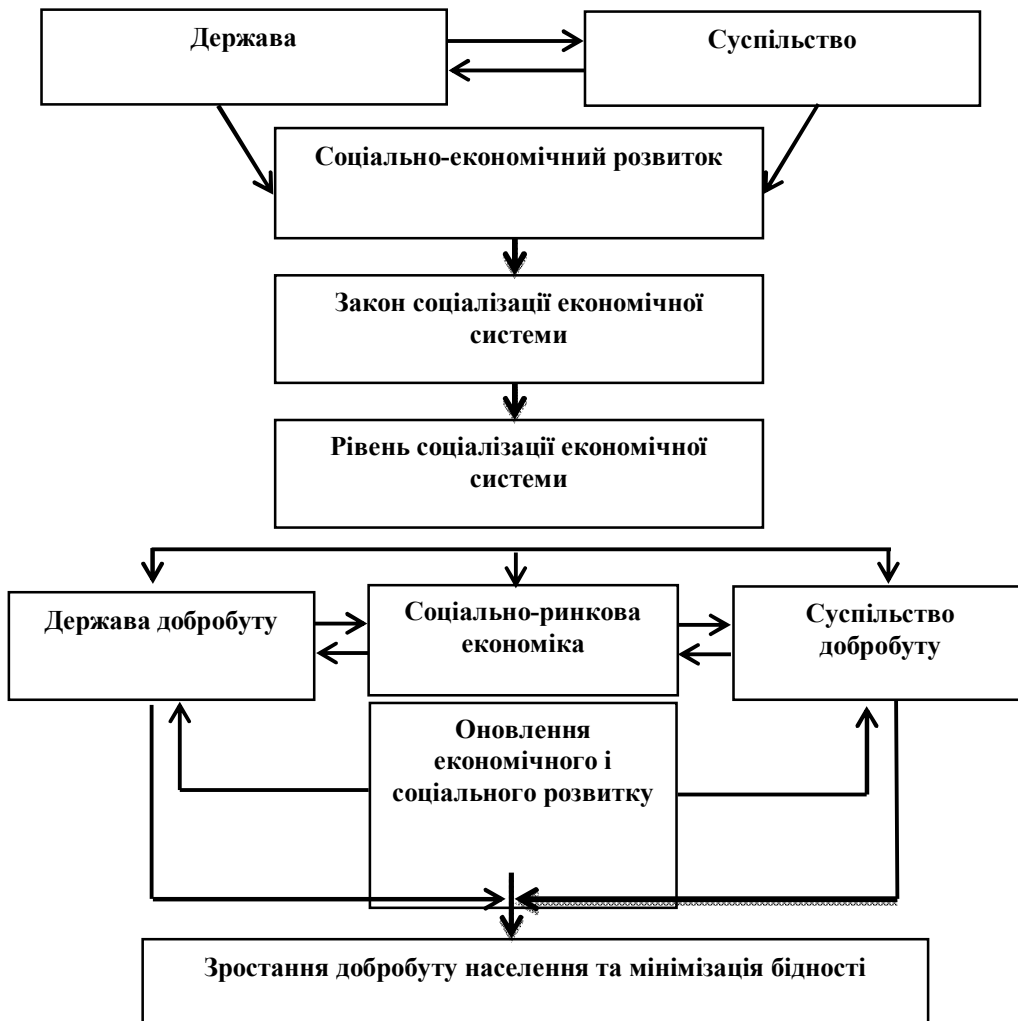 Держава
Суспільство
Соціально-економічний розвиток
Закон соціалізації економічної
системи
Рівень соціалізації економічної
системи
Держава добробуту
Соціально-ринкова
економіка
Суспільство
добробуту
Оновлення
економічного і
соціального розвитку
Зростання добробуту населення та мінімізація бідності